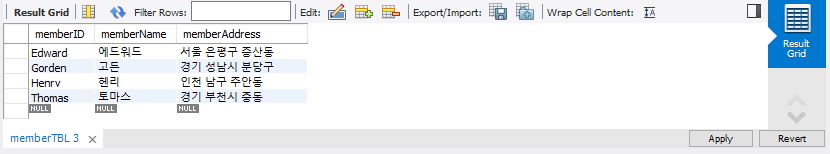 Result Grid Filter Rows: Edit: Export/Import: Wrap Cell Content: IA
memberID memberName memberAddress
Edward 에드워드 서울 은평구 증산동
Gorden 고든 경기 성남시 분당구
Henry 헨리 인천 남구 주안동
Thomas 토마스 경기 부천시 중동
NULL NULL NULL
Result
Grid
memberTBL 3 × Apply Revert